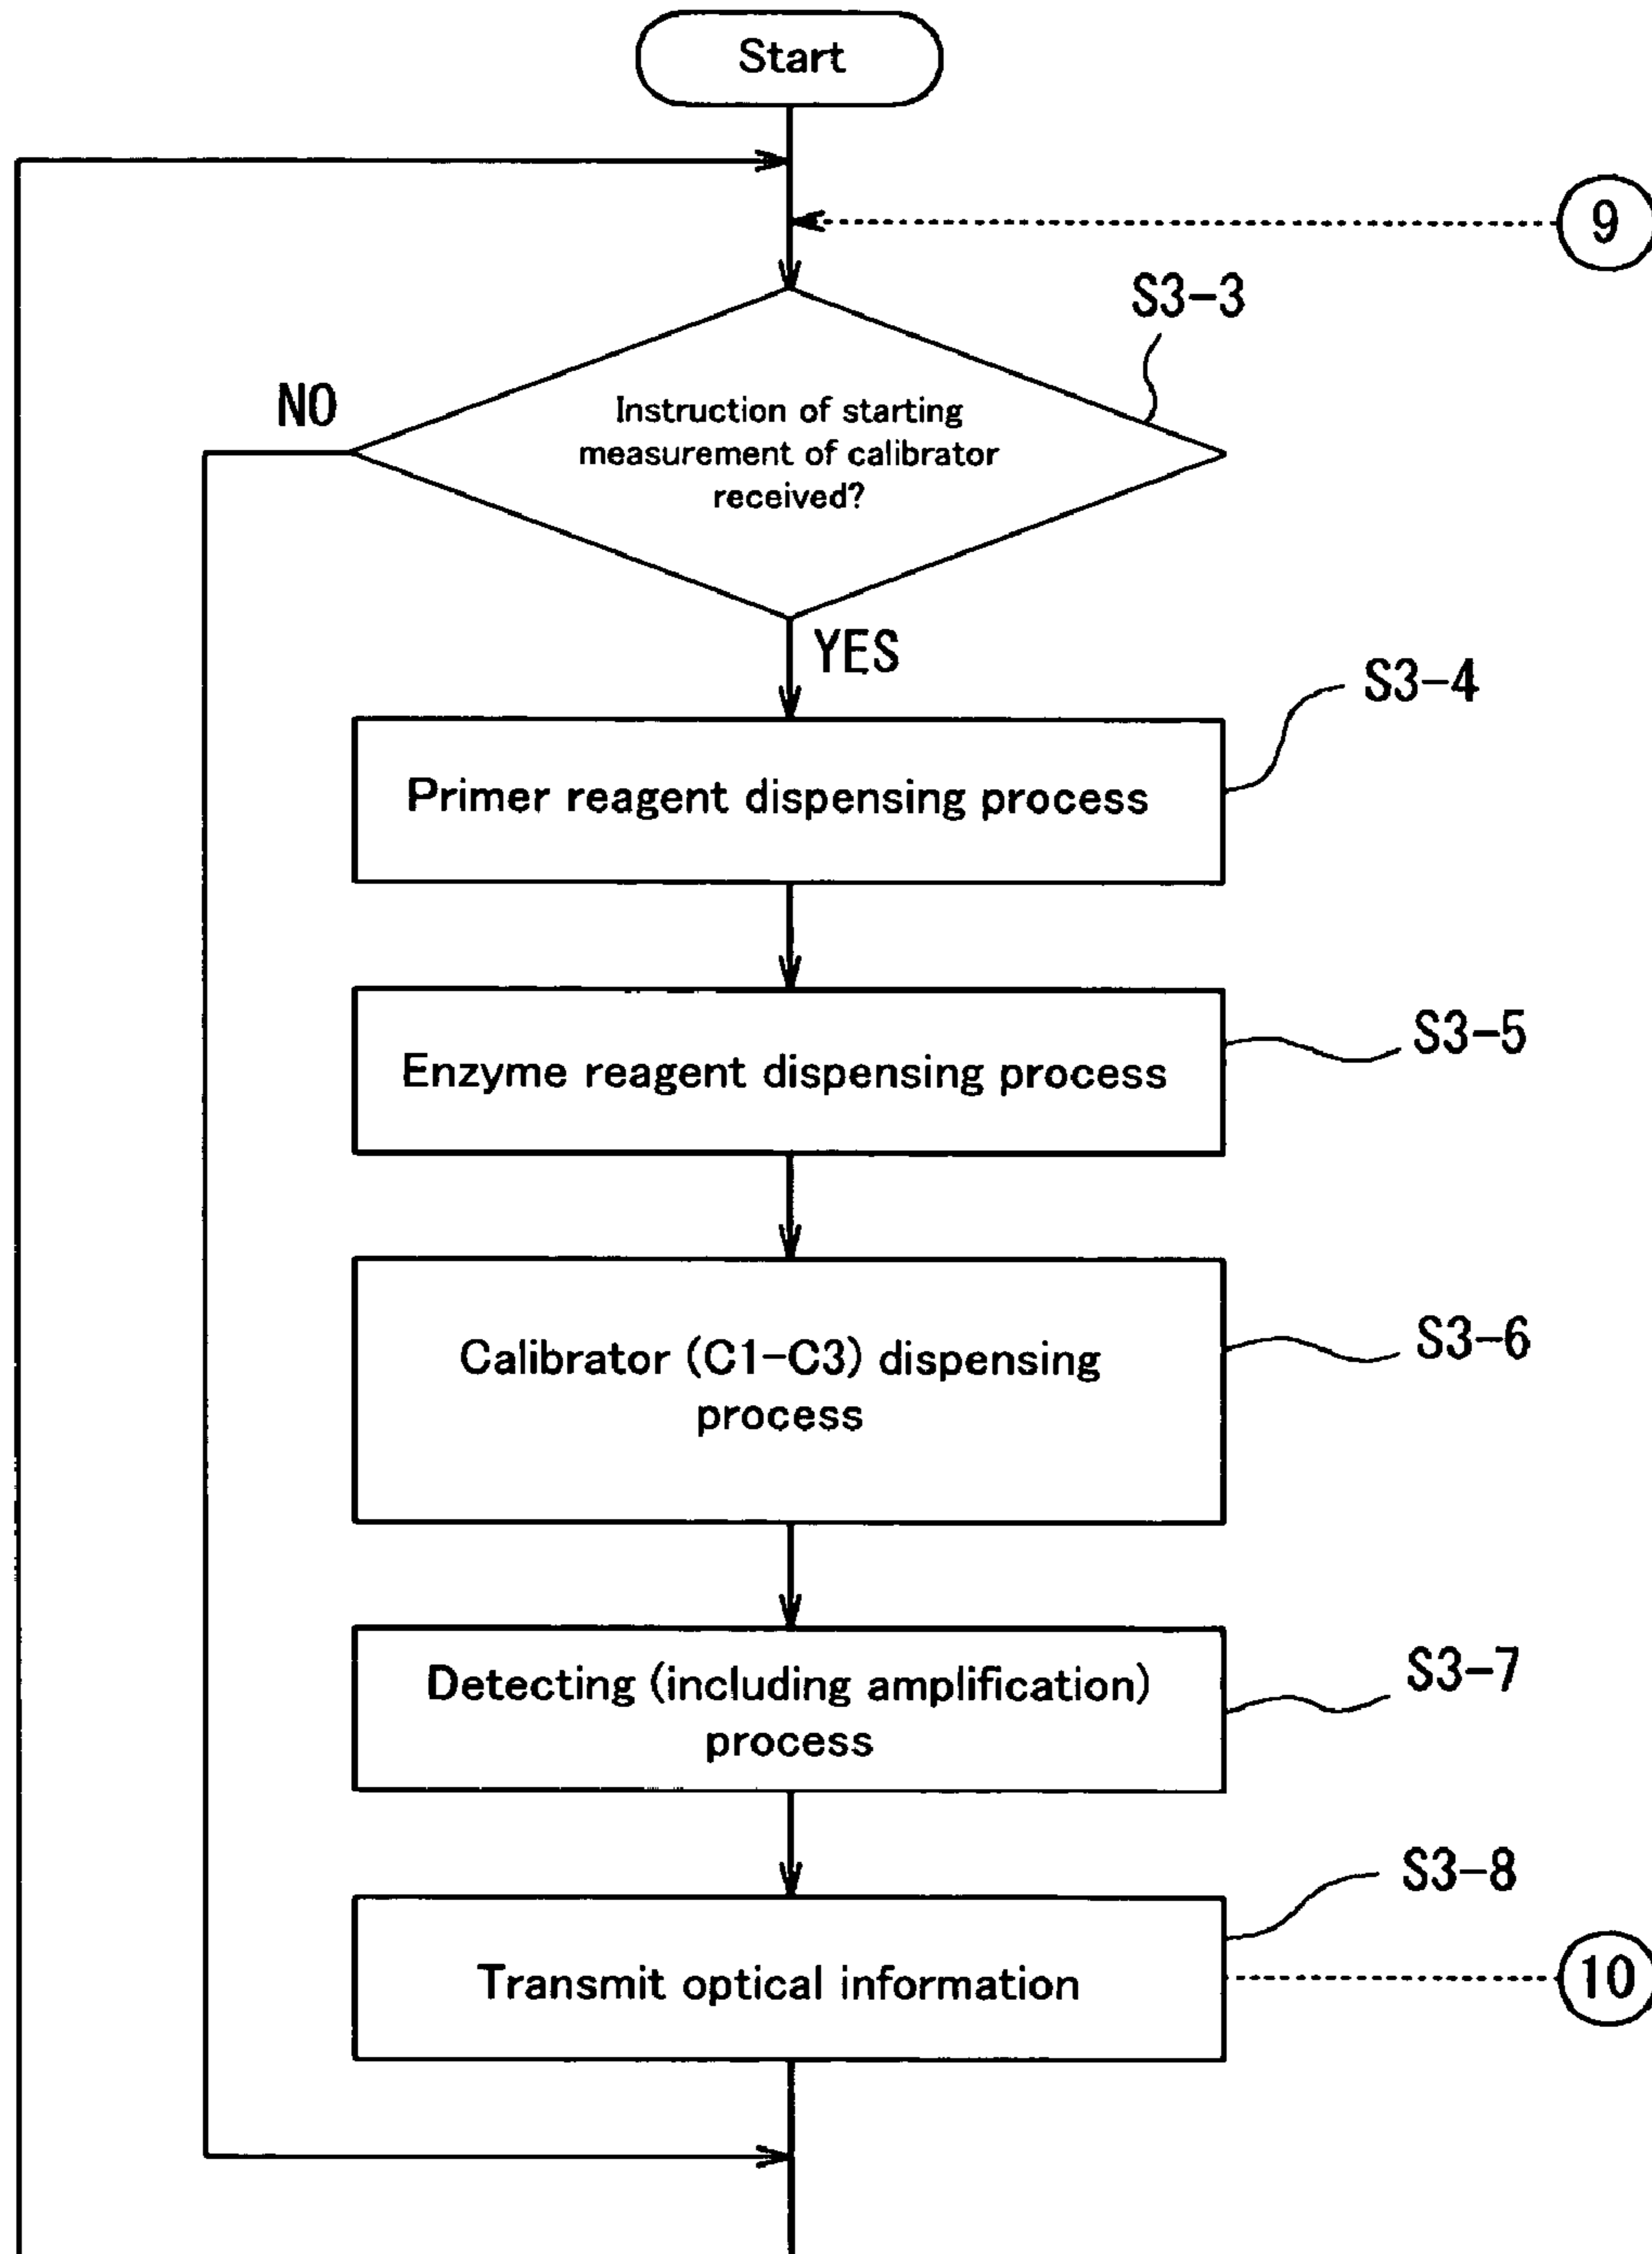 Start
9
S3-3
NO
Instruction of starting
measurement of calibrator
received?
YES
S3-4
Primer reagent dispensing process
S3-5
Enzyme reagent dispensing process
S3-6
Calibrator (C1-C3) dispensing
process
S3-7
Detecting (including amplification)
process
S3-8
Transmit optical information
10